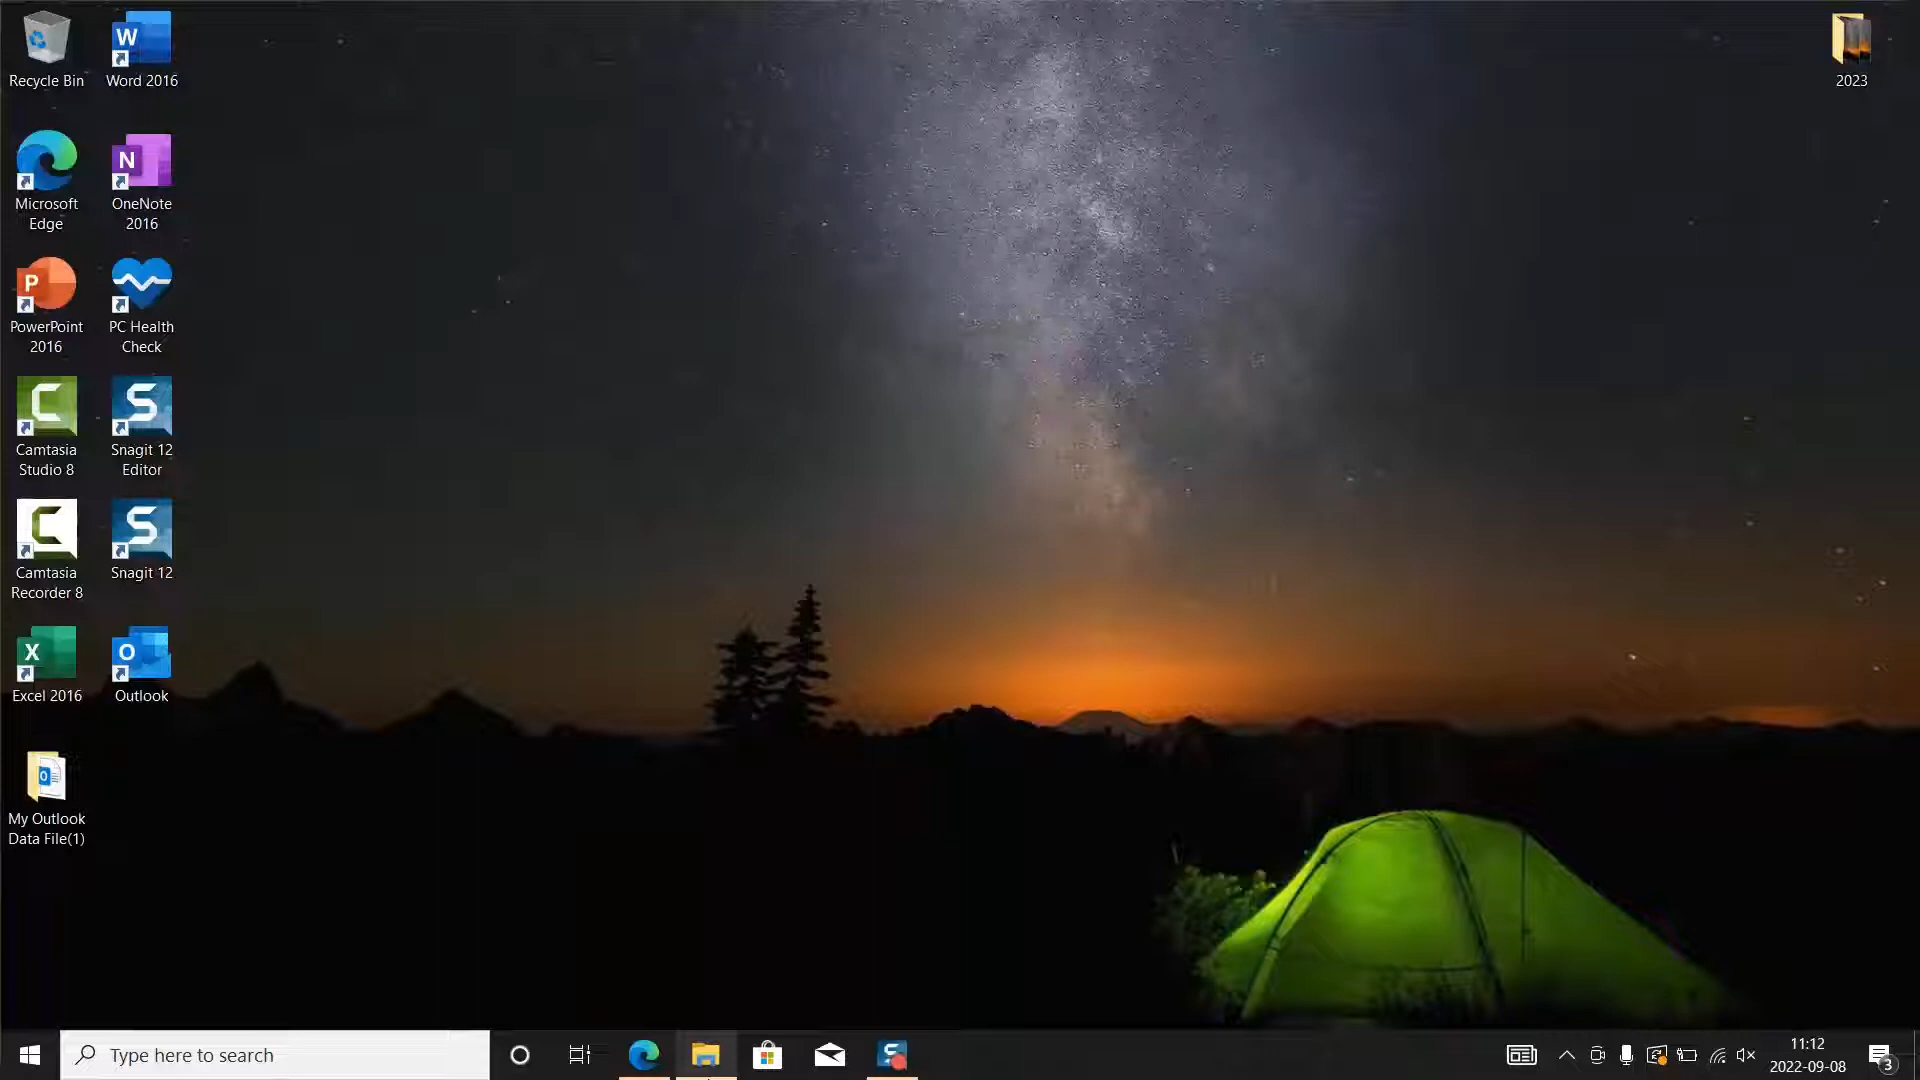 Recycle Bin
Word 2016
2023
Microsoft
Edge
OneNote
2016
PowerPoint
2016
PC Health
Check
Camtasia
Studio 8
Snagit 12
Editor
Camtasia
Recorder 8
Snagit 12
Excel 2016
Outlook
My Outlook
Data File(1)
Type here to search
11:12
2022-09-08
3